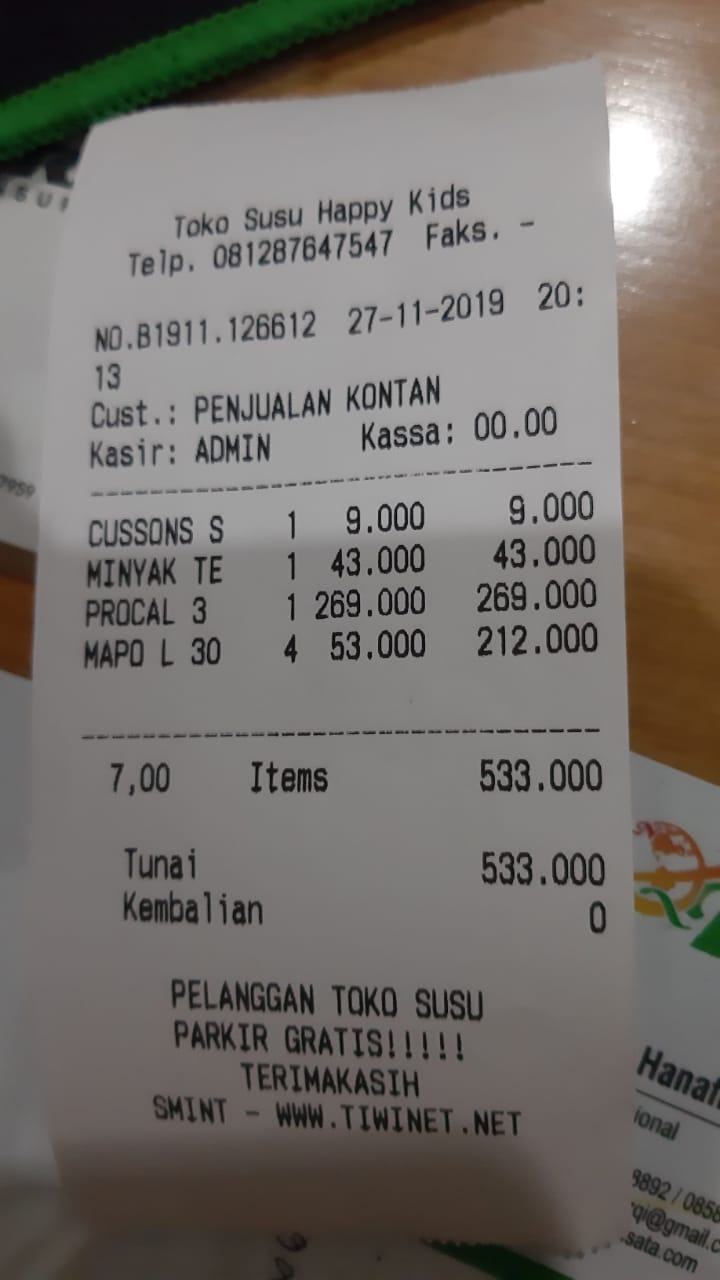 Toko Susu Happy Kids
Telp. 081287647547 Faks. -
NO.B1911.126612 27-11-2019 20:
13
Cust.: PENJUALAN KONTAN
Kasir: ADMIN Kassa: 00.00
CUSSONS S 1 9.000 9.000
MINYAK TE 1 43.000 43.000
PROCAL 3 1 269.000 269.000
MAPO L 30 4 53.000 212.000
7,00 Items 533.000
Tunai 533.000
Kembalian 0
PELANGGAN TOKO SUSU
PARKIR GRATIS!!!!!
TERIMAKASIH
SMINT - WWW.TIWINET.NET
7959
Hanaf
ional
8892 / 0858
qi@gmail.c
.sata.com